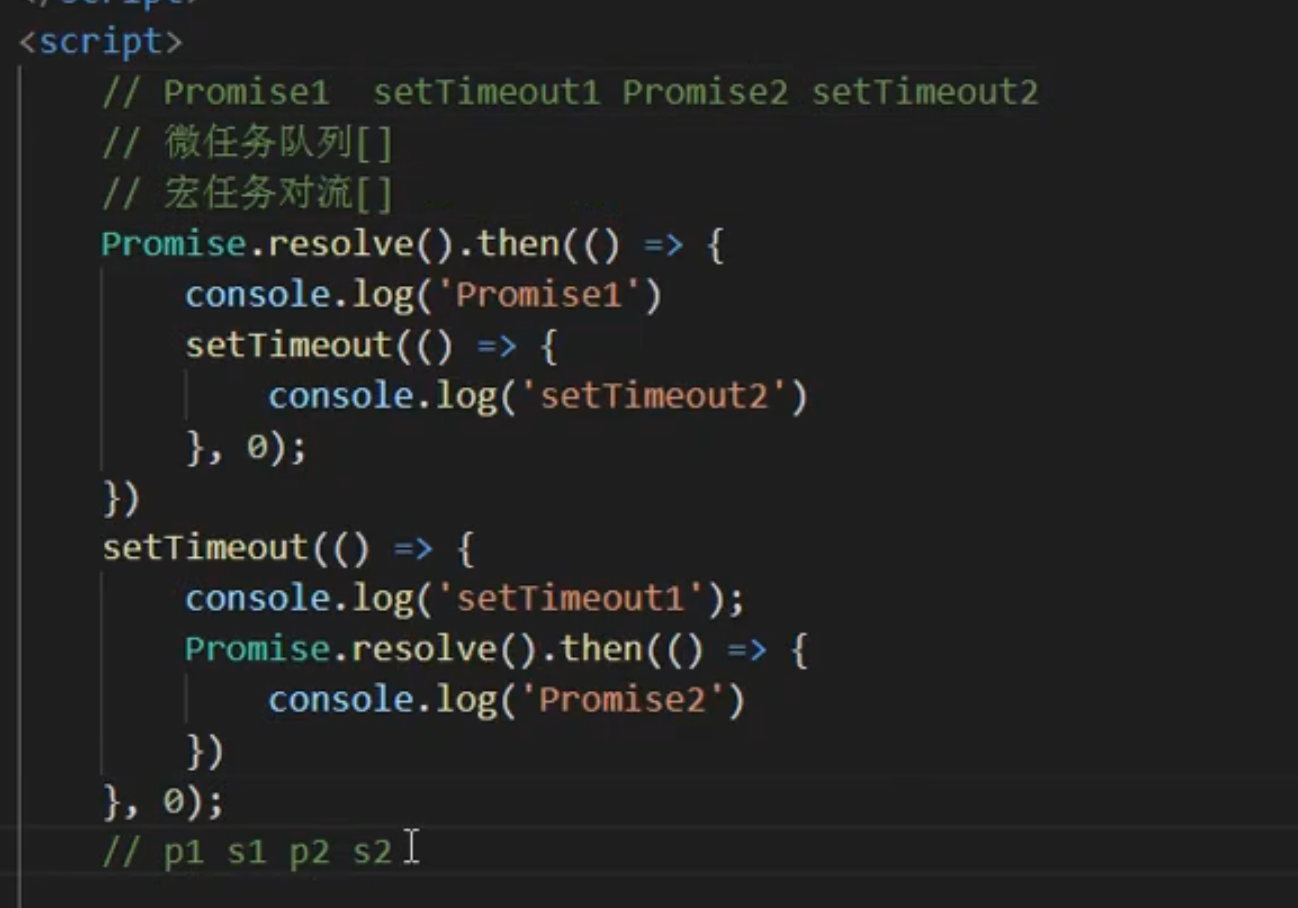 </script>
<script>
// Promise1  setTimeout1 Promise2 setTimeout2
// 微任务队列[]
// 宏任务对流[]
Promise.resolve().then(() => {
console.log('Promise1')
setTimeout(() => {
console.log('setTimeout2')
}, 0);
})
setTimeout(() => {
console.log('setTimeout1');
Promise.resolve().then(() => {
console.log('Promise2')
})
}, 0);
// p1 s1 p2 s2